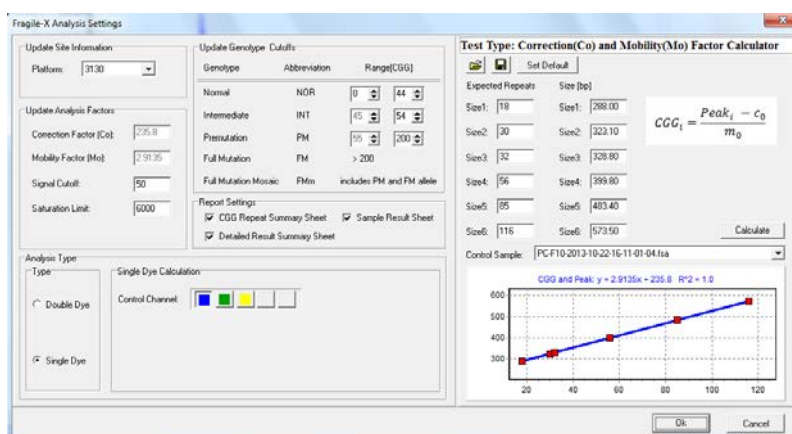 Fragile-X Analysis Settings
Update Site Information
Platform: 3130
Update Analysis Factors
Correction Factor (Co): 235.8
Mobility Factor (Mo): 2.9135
Signal Cutoff: 50
Saturation Limit: 6000
Update Genotype Cutoffs
Genotype Abbreviation Range[CGG]
Normal NOR 0 44
Intermediate INT 45 54
Premutation PM 55 200
Full Mutation FM > 200
Full Mutation Mosaic FMm includes PM and FM allele
Report Settings
CGG Repeat Summary Sheet Sample Result Sheet
Detailed Result Summary Sheet
Analysis Type
Type
Double Dye
Single Dye
Single Dye Calculation
Control Channel:
Test Type: Correction(Co) and Mobility(Mo) Factor Calculator
Set Default
Expected Repeats Size [bp]
Size1: 18 Size1: 288.00
Size2: 30 Size2: 323.10
Size3: 32 Size3: 328.80
Size4: 56 Size4: 399.80
Size5: 85 Size5: 483.40
Size6: 116 Size6: 573.50
CGG_i = (Peak_i − c_0) / m_0
Calculate
Control Sample: PC-F10-2013-10-22-16-11-01-04.fsa
CGG and Peak: y = 2.9135x + 235.8 R^2 = 1.0
600
500
400
300
20 40 60 80 100 120
Ok Cancel